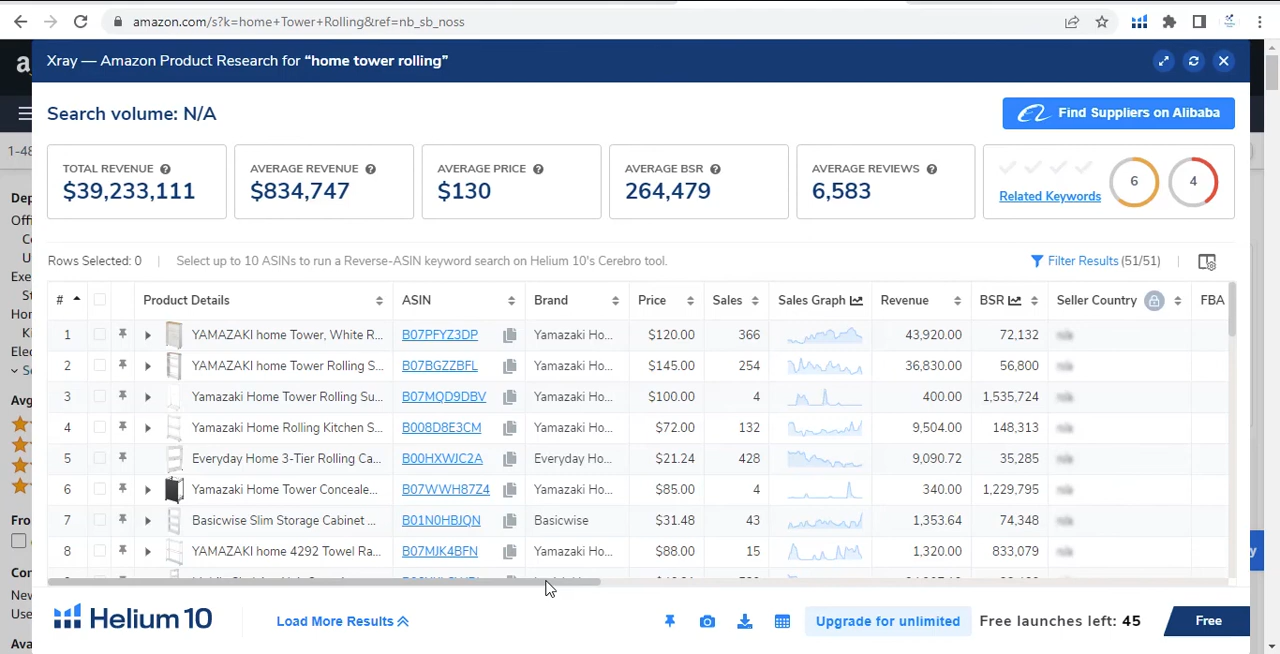 amazon.com/s?k=home+Tower+Rolling&ref=nb_sb_noss
Xray — Amazon Product Research for “home tower rolling”
Search volume: N/A
Find Suppliers on Alibaba
TOTAL REVENUE AVERAGE REVENUE AVERAGE PRICE AVERAGE BSR AVERAGE REVIEWS
$39,233,111 $834,747 $130 264,479 6,583
Related Keywords 6 4
Rows Selected: 0 | Select up to 10 ASINs to run a Reverse-ASIN keyword search on Helium 10's Cerebro tool. Filter Results (51/51)
# Product Details ASIN Brand Price Sales Sales Graph Revenue BSR Seller Country FBA
1 YAMAZAKI home Tower, White R... B07PFYZ3DP Yamazaki Ho... $120.00 366 43,920.00 72,132
2 YAMAZAKI home Tower Rolling S... B07BGZZBFL Yamazaki Ho... $145.00 254 36,830.00 56,800
3 Yamazaki Home Tower Rolling Su... B07MQD9DBV Yamazaki Ho... $100.00 4 400.00 1,535,724
4 Yamazaki Home Rolling Kitchen S... B008D8E3CM Yamazaki Ho... $72.00 132 9,504.00 148,313
5 Everyday Home 3-Tier Rolling Ca... B00HXWJC2A Everyday Ho... $21.24 428 9,090.72 35,285
6 Yamazaki Home Tower Conceale... B07WWH87Z4 Yamazaki Ho... $85.00 4 340.00 1,229,795
7 Basicwise Slim Storage Cabinet ... B01N0HBJQN Basicwise $31.48 43 1,353.64 74,348
8 YAMAZAKI home 4292 Towel Ra... B07MJK4BFN Yamazaki Ho... $88.00 15 1,320.00 833,079
Helium 10
Load More Results
Upgrade for unlimited
Free launches left: 45
Free